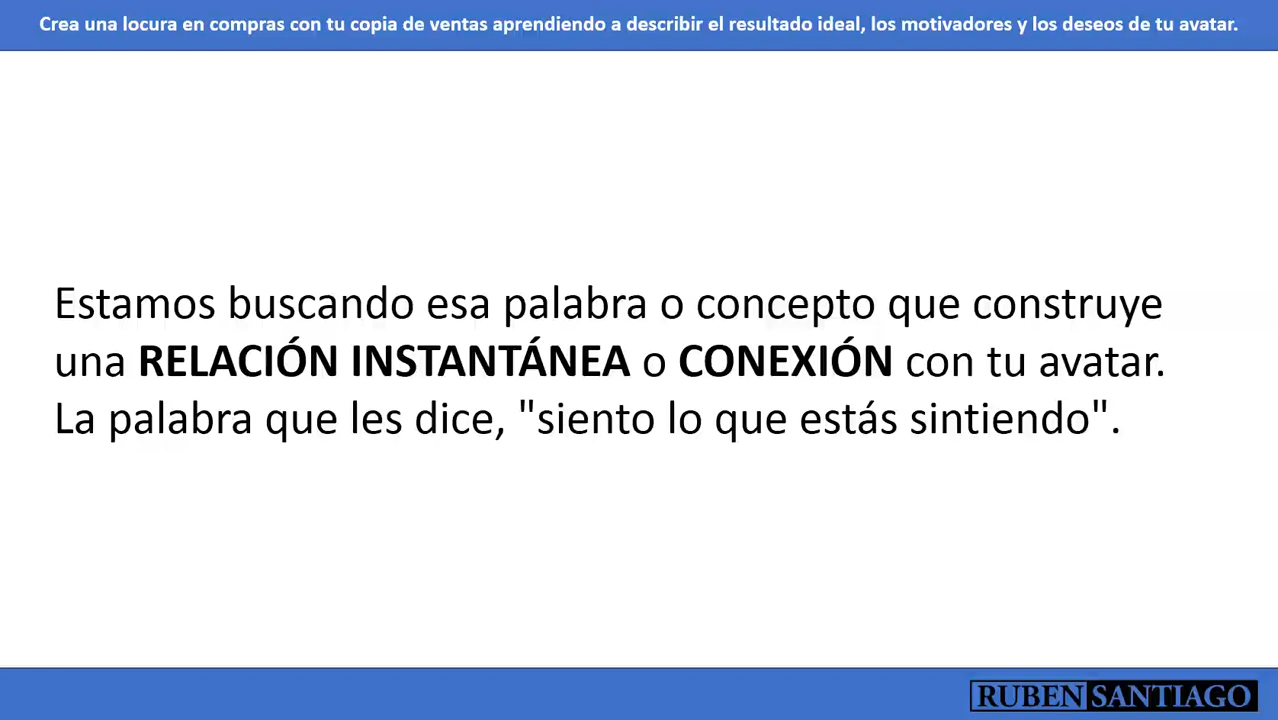 Crea una locura en compras con tu copia de ventas aprendiendo a describir el resultado ideal, los motivadores y los deseos de tu avatar.
Estamos buscando esa palabra o concepto que construye
una RELACIÓN INSTANTÁNEA o CONEXIÓN con tu avatar.
La palabra que les dice, "siento lo que estás sintiendo".
RUBEN SANTIAGO